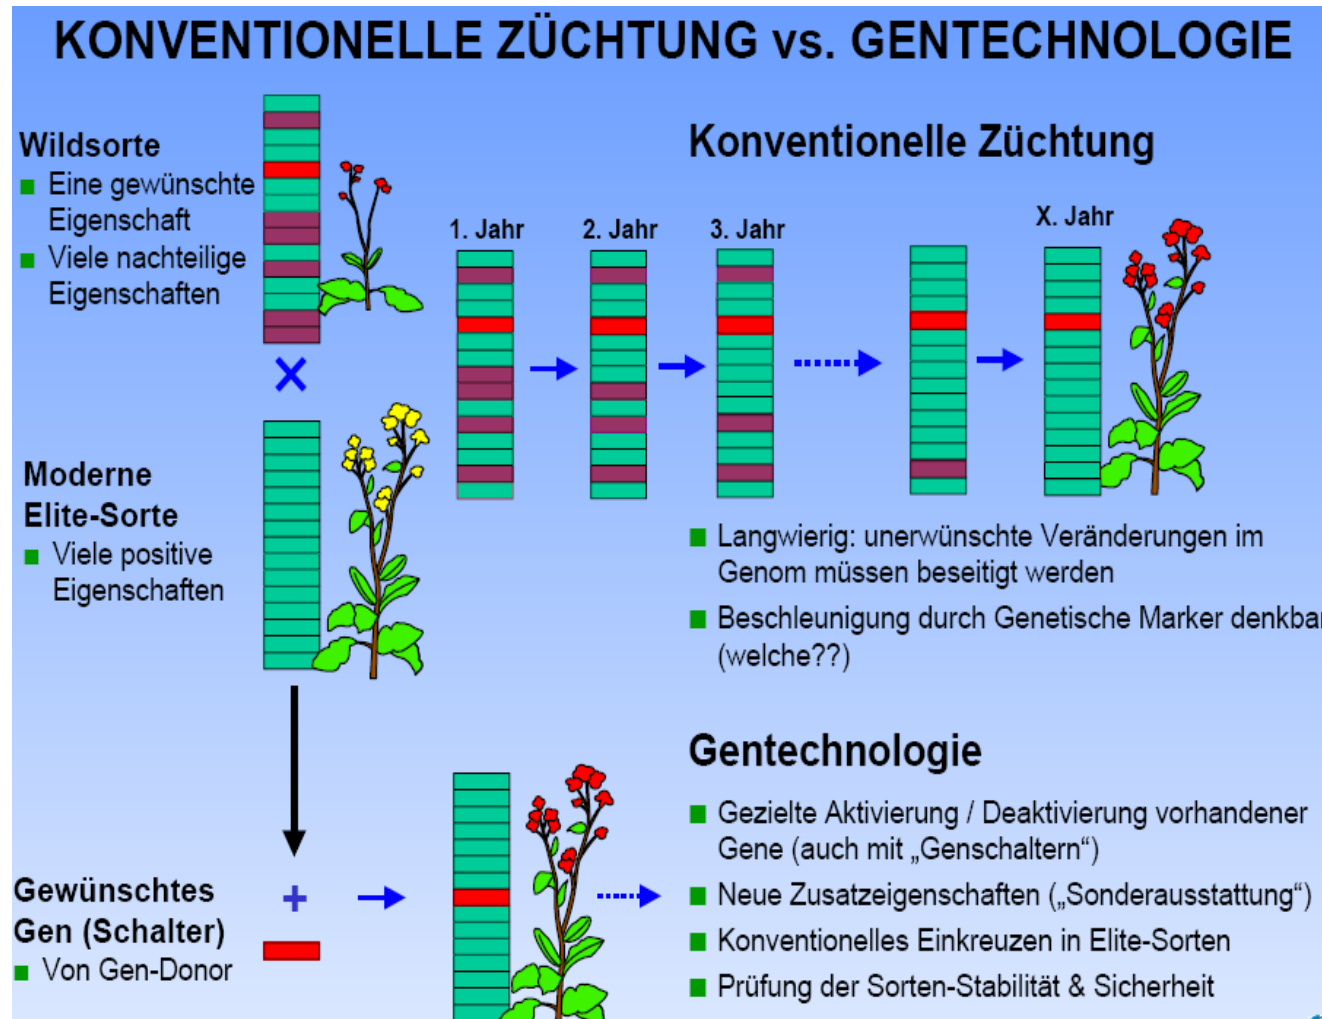 KONVENTIONELLE ZÜCHTUNG vs. GENTECHNOLOGIE
Wildsorte
Eine gewünschte
Eigenschaft
Viele nachteilige
Eigenschaften
Moderne
Elite-Sorte
Viele positive
Eigenschaften
Gewünschtes
Gen (Schalter)
Von Gen-Donor
Konventionelle Züchtung
1. Jahr
2. Jahr
3. Jahr
X. Jahr
Langwierig: unerwünschte Veränderungen im
Genom müssen beseitigt werden
Beschleunigung durch Genetische Marker denkbar
(welche??)
Gentechnologie
Gezielte Aktivierung / Deaktivierung vorhandener
Gene (auch mit „Genschaltern“)
Neue Zusatzeigenschaften („Sonderausstattung“)
Konventionelles Einkreuzen in Elite-Sorten
Prüfung der Sorten-Stabilität & Sicherheit